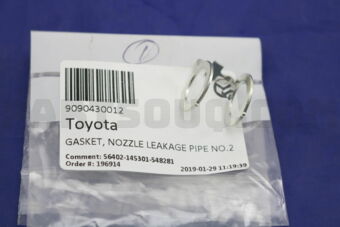 1
9090430012
Toyota
GASKET, NOZZLE LEAKAGE PIPE NO.2
Comment: 56402-145301-548281
Order #: 196914
2019-01-29 11:19:39